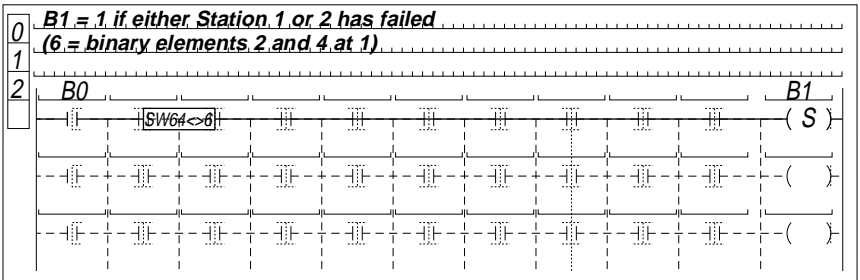 0 B1 = 1 if either Station 1 or 2 has failed
(6 = binary elements 2 and 4 at 1)
1
2 B0 B1
SW64<>6 ( S )